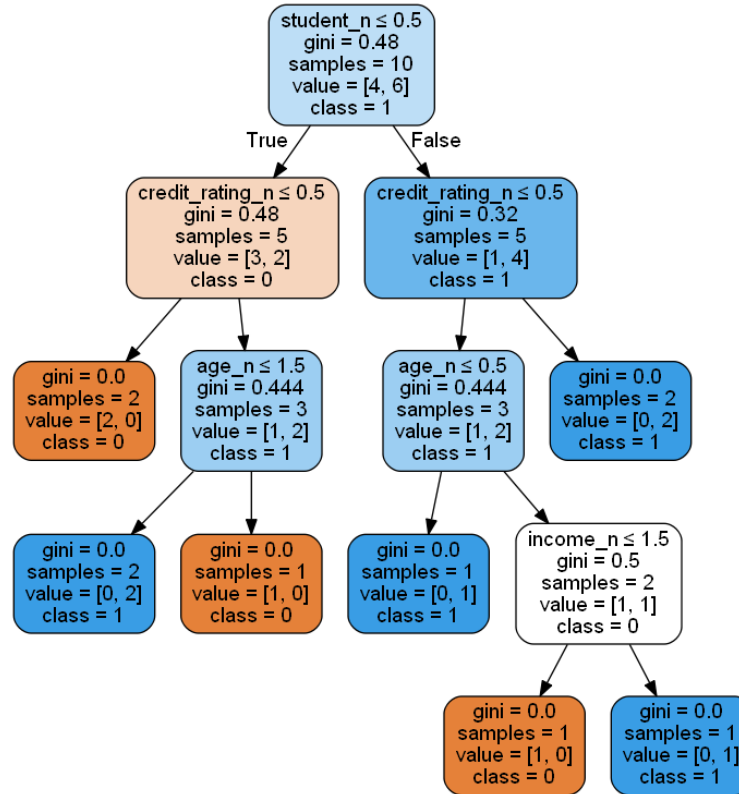 student_n ≤ 0.5
gini = 0.48
samples = 10
value = [4, 6]
class = 1
True
False
credit_rating_n ≤ 0.5
gini = 0.48
samples = 5
value = [3, 2]
class = 0
credit_rating_n ≤ 0.5
gini = 0.32
samples = 5
value = [1, 4]
class = 1
gini = 0.0
samples = 2
value = [2, 0]
class = 0
age_n ≤ 1.5
gini = 0.444
samples = 3
value = [1, 2]
class = 1
age_n ≤ 0.5
gini = 0.444
samples = 3
value = [1, 2]
class = 1
gini = 0.0
samples = 2
value = [0, 2]
class = 1
gini = 0.0
samples = 2
value = [0, 2]
class = 1
gini = 0.0
samples = 1
value = [1, 0]
class = 0
gini = 0.0
samples = 1
value = [0, 1]
class = 1
income_n ≤ 1.5
gini = 0.5
samples = 2
value = [1, 1]
class = 0
gini = 0.0
samples = 1
value = [1, 0]
class = 0
gini = 0.0
samples = 1
value = [0, 1]
class = 1